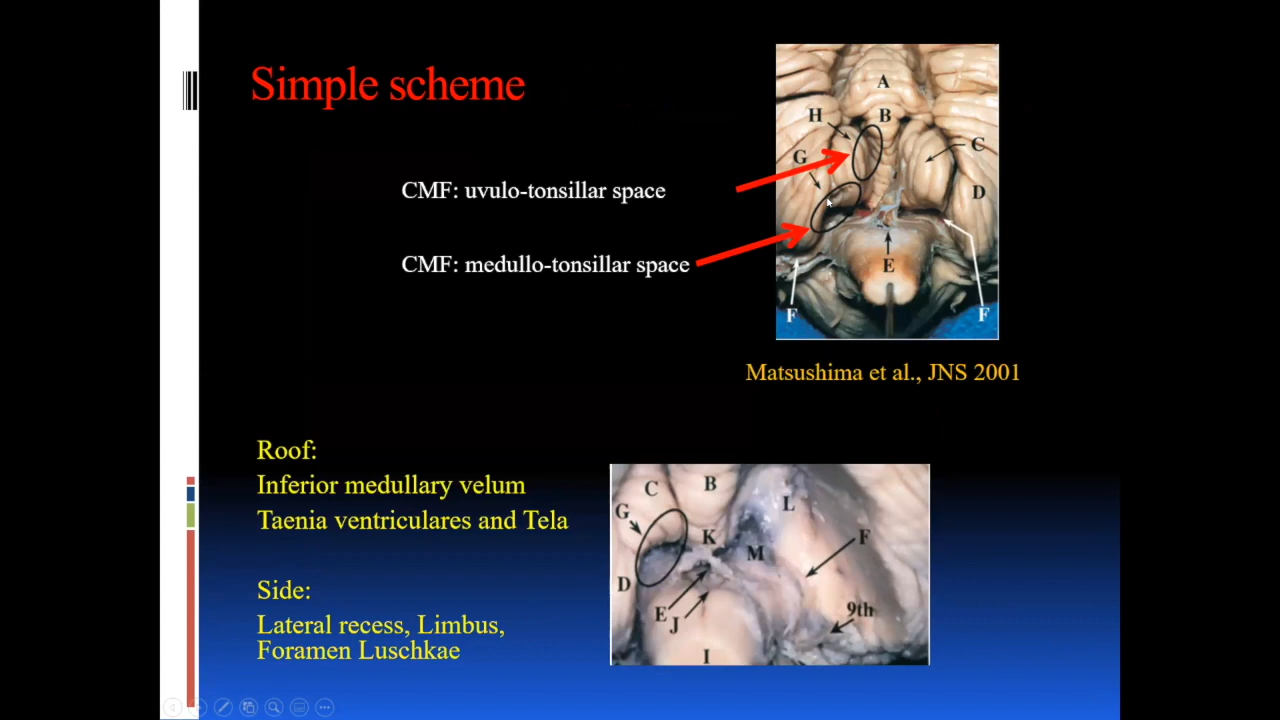 Simple scheme
CMF: uvulo-tonsillar space
CMF: medullo-tonsillar space
A
H
B
G
C
D
E
F
F
Matsushima et al., JNS 2001
Roof:
Inferior medullary velum
Taenia ventriculares and Tela
Side:
Lateral recess, Limbus,
Foramen Luschkae
C
B
L
G
K
F
M
D
E
J
9th
I